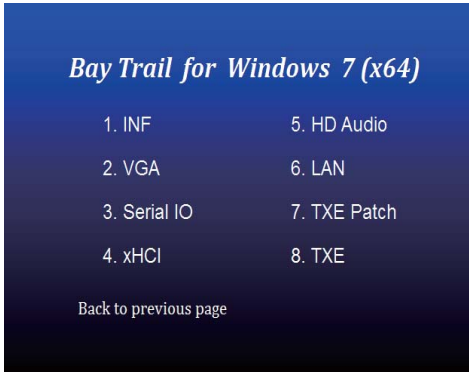 Bay Trail for Windows 7 (x64)
1. INF
2. VGA
3. Serial IO
4. xHCI
5. HD Audio
6. LAN
7. TXE Patch
8. TXE
Back to previous page